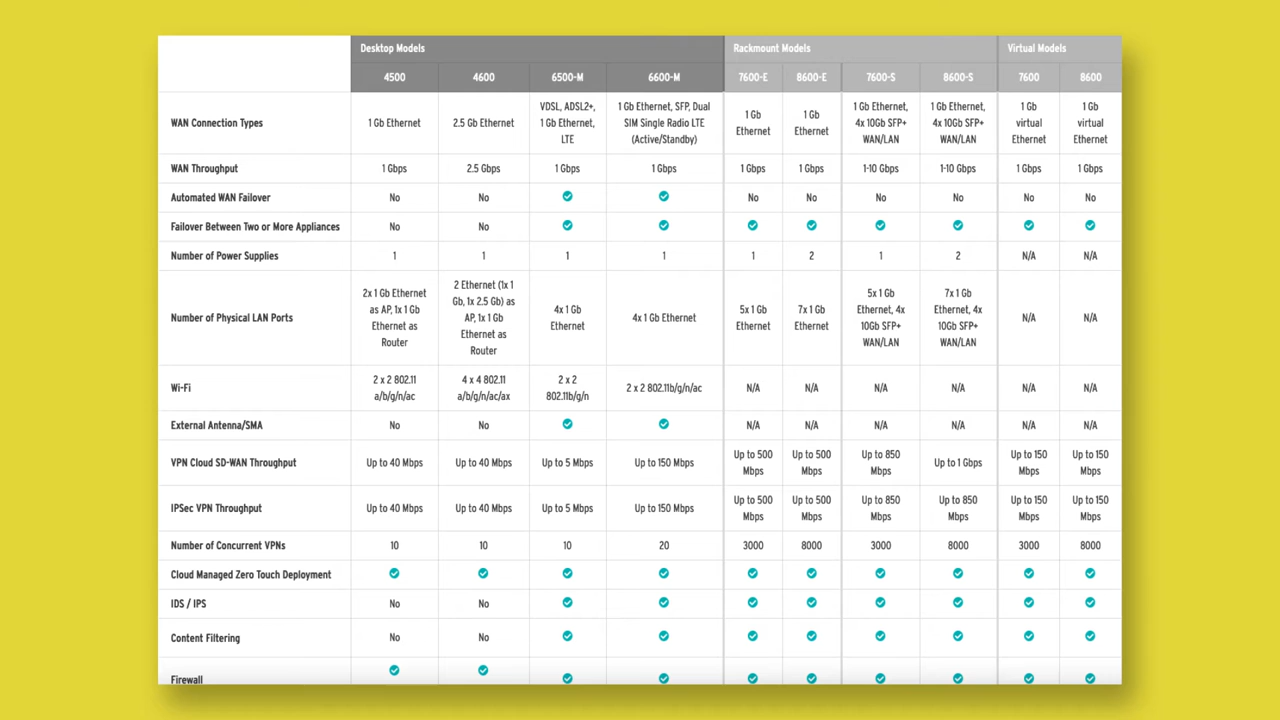 Desktop Models Rackmount Models Virtual Models
4500 4600 6500-M 6600-M 7600-E 8600-E 7600-S 8600-S 7600 8600
WAN Connection Types
1 Gb Ethernet
2.5 Gb Ethernet
VDSL, ADSL2+,
1 Gb Ethernet,
LTE
1 Gb Ethernet, SFP, Dual
SIM Single Radio LTE
(Active/Standby)
1 Gb
Ethernet
1 Gb
Ethernet
1 Gb Ethernet,
4x 10Gb SFP+
WAN/LAN
1 Gb Ethernet,
4x 10Gb SFP+
WAN/LAN
1 Gb
virtual
Ethernet
1 Gb
virtual
Ethernet
WAN Throughput 1 Gbps 2.5 Gbps 1 Gbps 1 Gbps 1 Gbps 1 Gbps 1-10 Gbps 1-10 Gbps 1 Gbps 1 Gbps
Automated WAN Failover No No No No No No No No
Failover Between Two or More Appliances No No
Number of Power Supplies 1 1 1 1 1 2 1 2 N/A N/A
Number of Physical LAN Ports
2x 1 Gb Ethernet
as AP, 1x 1 Gb
Ethernet as
Router
2 Ethernet (1x 1
Gb, 1x 2.5 Gb) as
AP, 1x 1 Gb
Ethernet as
Router
4x 1 Gb
Ethernet
4x 1 Gb Ethernet
5x 1 Gb
Ethernet
7x 1 Gb
Ethernet
5x 1 Gb
Ethernet, 4x
10Gb SFP+
WAN/LAN
7x 1 Gb
Ethernet, 4x
10Gb SFP+
WAN/LAN
N/A
N/A
Wi-Fi
2 x 2 802.11
a/b/g/n/ac
4 x 4 802.11
a/b/g/n/ac/ax
2 x 2
802.11b/g/n
2 x 2 802.11b/g/n/ac
N/A N/A N/A N/A N/A N/A
External Antenna/SMA No No N/A N/A N/A N/A N/A N/A
VPN Cloud SD-WAN Throughput
Up to 40 Mbps
Up to 40 Mbps
Up to 5 Mbps
Up to 150 Mbps
Up to 500
Mbps
Up to 500
Mbps
Up to 850
Mbps
Up to 1 Gbps
Up to 150
Mbps
Up to 150
Mbps
IPSec VPN Throughput
Up to 40 Mbps
Up to 40 Mbps
Up to 5 Mbps
Up to 150 Mbps
Up to 500
Mbps
Up to 500
Mbps
Up to 850
Mbps
Up to 850
Mbps
Up to 150
Mbps
Up to 150
Mbps
Number of Concurrent VPNs 10 10 10 20 3000 8000 3000 8000 3000 8000
Cloud Managed Zero Touch Deployment
IDS / IPS No No
Content Filtering No No
Firewall